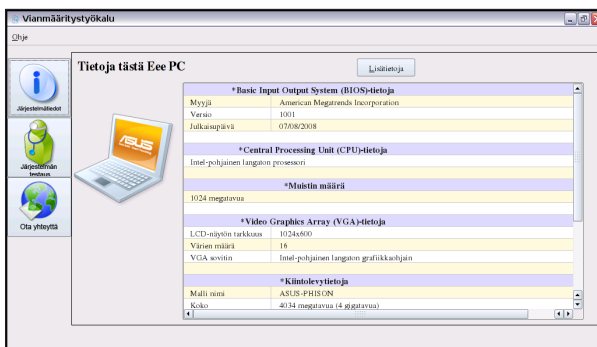 Vianmääritystyökalu
Ohje
Järjestelmätiedot
Järjestelmän testaus
Ota yhteyttä
Tietoja tästä Eee PC
Lisätietoja
*Basic Input Output System (BIOS)-tietoja
Myyjä American Megatrends Incorporation
Versio 1001
Julkaisupäivä 07/08/2008
*Central Processing Unit (CPU)-tietoja
Intel-pohjainen langaton prosessori
*Muistin määrä
1024 megatavua
*Video Graphics Array (VGA)-tietoja
LCD-näytön tarkkuus 1024x600
Värien määrä 16
VGA sovitin Intel-pohjainen langaton grafiikkaohjain
*Kiintolevytietoja
Malli nimi ASUS-PHISON
Koko 4034 megatavua (4 gigatavua)
ASUS